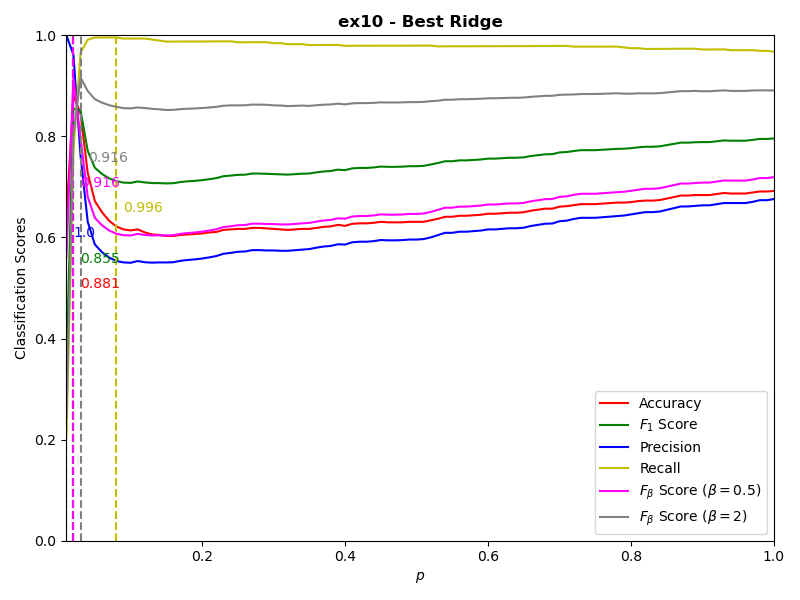 ex10 - Best Ridge
Classification Scores
1.0
0.8
0.6
0.4
0.2
0.0
0.916
0.916
0.996
1.0
0.855
0.881
Accuracy
F₁ Score
Precision
Recall
Fᵦ Score (β = 0.5)
Fᵦ Score (β = 2)
0.2 0.4 0.6 0.8 1.0
p